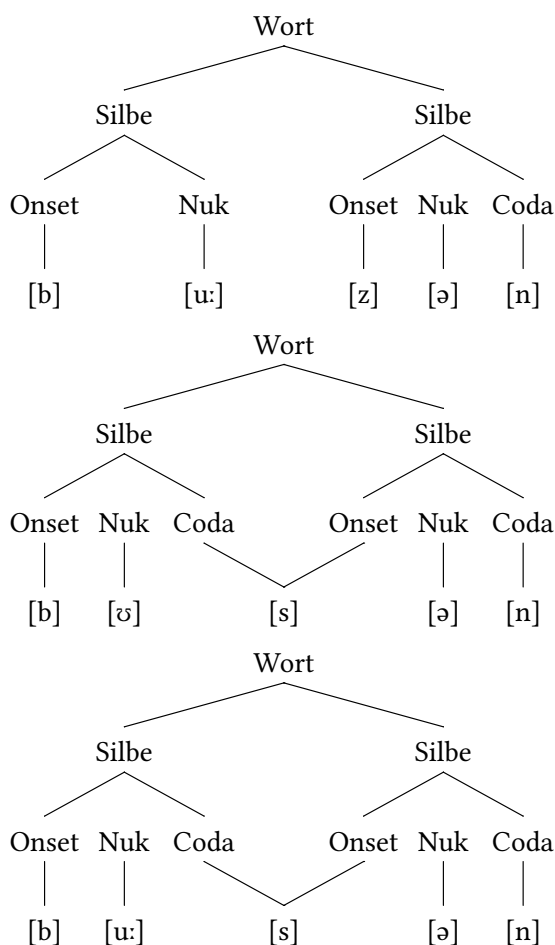 Wort
Silbe Silbe
Onset Nuk Onset Nuk Coda
[b] [uː] [z] [ə] [n]
Wort
Silbe Silbe
Onset Nuk Coda Onset Nuk Coda
[b] [ʊ] [s] [ə] [n]
Wort
Silbe Silbe
Onset Nuk Coda Onset Nuk Coda
[b] [uː] [s] [ə] [n]